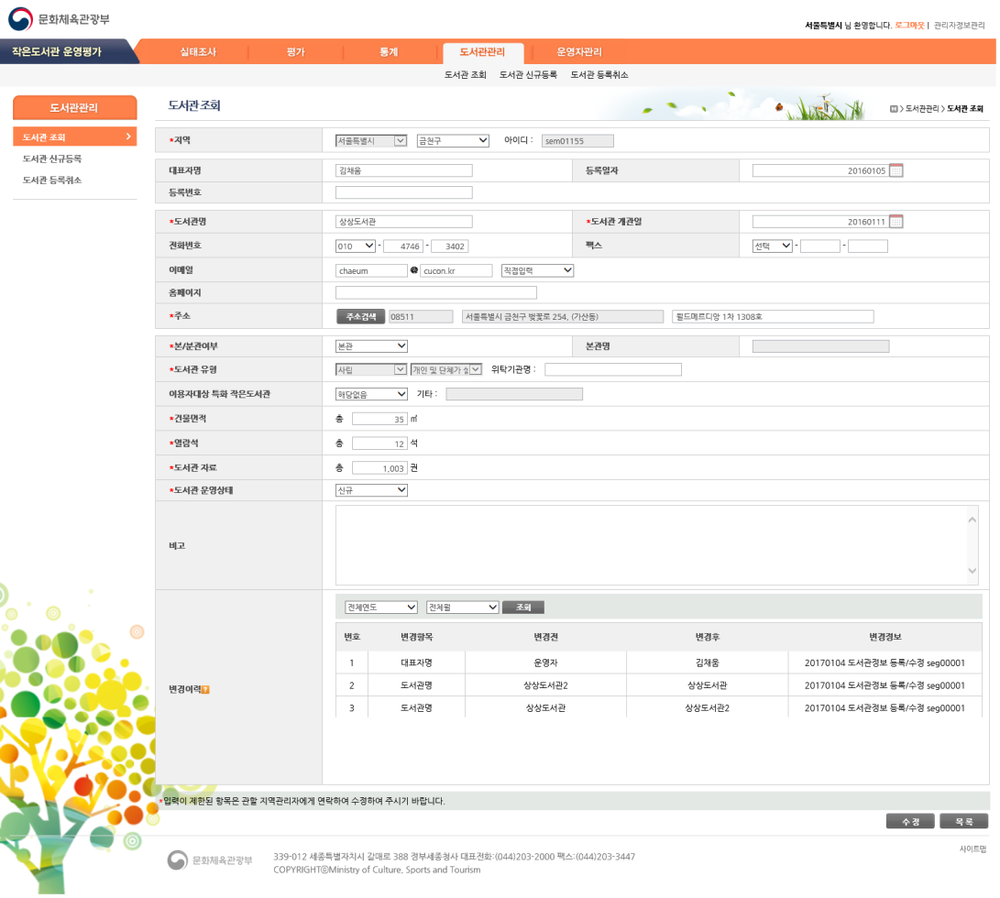 문화체육관광부
서울특별시 님 환영합니다. 로그아웃 | 관리자정보관리
작은도서관 운영평가 실태조사 평가 통계 도서관관리 운영자관리
도서관 조회 도서관 신규등록 도서관 등록취소
도서관관리
도서관 조회
도서관 신규등록
도서관 등록취소
도서관조회
> 도서관관리 > 도서관 조회
*지역 서울특별시 금천구 아이디 : sem01155
대표자명 김채움 등록일자 20160105
등록번호
*도서관명 상상도서관 *도서관 개관일 20160111
전화번호 010 - 4746 - 3402 팩스 선택 - -
이메일 chaeum @ cucon.kr 직접입력
홈페이지
*주소 주소검색 08511 서울특별시 금천구 벚꽃로 254, (가산동) 월드메르디앙 1차 1308호
*본/분관여부 본관 본관명
*도서관 유형 사립 개인 및 단체가 설 위탁기관명 :
이용자대상 특화 작은도서관 해당없음 기타 :
*건물면적 총 35 ㎡
*열람석 총 12 석
*도서관 자료 총 1,003 권
*도서관 운영상태 신규
비고
변경이력?
전체연도 전체월 조회
번호 변경항목 변경전 변경후 변경정보
1 대표자명 운영자 김채움 20170104 도서관정보 등록/수정 seg00001
2 도서관명 상상도서관2 상상도서관 20170104 도서관정보 등록/수정 seg00001
3 도서관명 상상도서관 상상도서관2 20170104 도서관정보 등록/수정 seg00001
*입력이 제한된 항목은 관할 지역관리자에게 연락하여 수정하여 주시기 바랍니다.
수정 목록
사이트맵
문화체육관광부
339-012 세종특별자치시 갈매로 388 정부세종청사 대표전화:(044)203-2000 팩스:(044)203-3447
COPYRIGHTⓒMinistry of Culture, Sports and Tourism